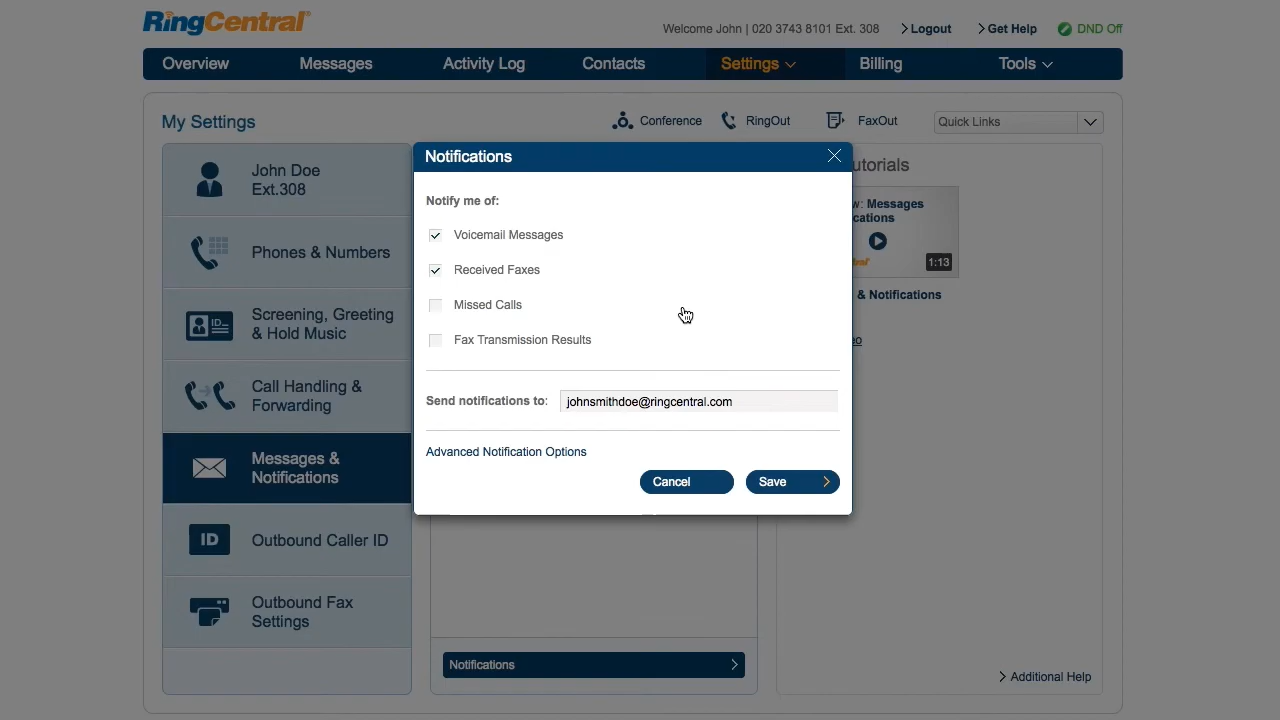 RingCentral
Welcome John | 020 3743 8101 Ext. 308
Logout
Get Help
DND Off
Overview
Messages
Activity Log
Contacts
Settings
Billing
Tools
My Settings
Conference
RingOut
FaxOut
Quick Links
John Doe
Ext.308
Phones & Numbers
Screening, Greeting
& Hold Music
Call Handling &
Forwarding
Messages &
Notifications
Outbound Caller ID
Outbound Fax
Settings
Notifications
Notify me of:
Voicemail Messages
Received Faxes
Missed Calls
Fax Transmission Results
Send notifications to: johnsmithdoe@ringcentral.com
Advanced Notification Options
Cancel
Save
Notifications
utorials
w: Messages
cations
1:13
& Notifications
eo
Additional Help
ID
ID